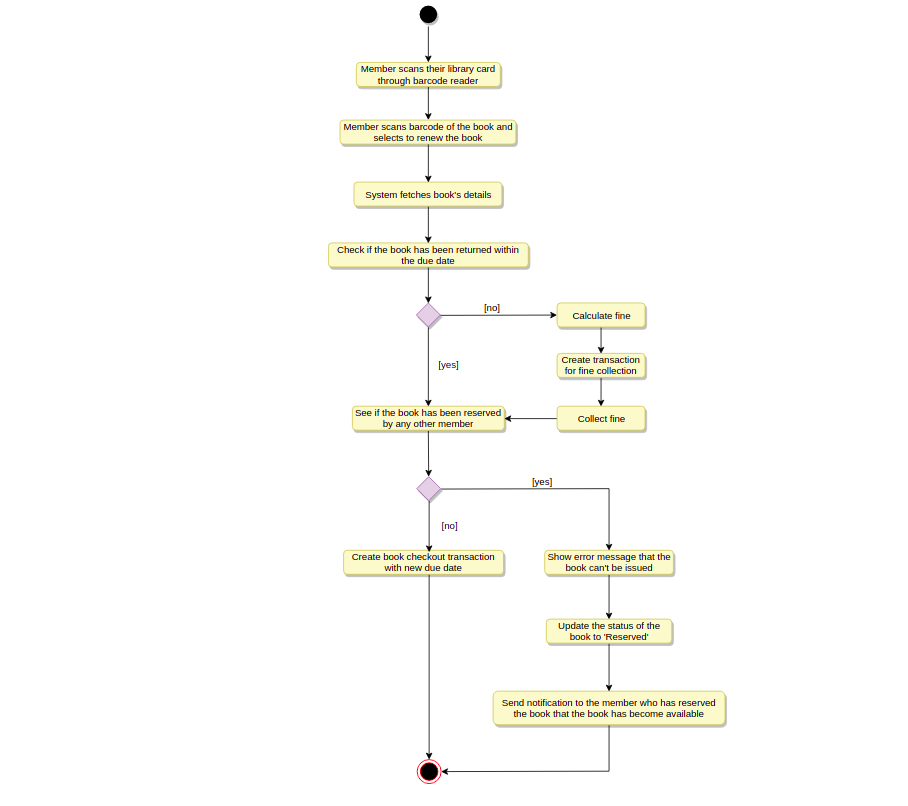 Member scans their library card
through barcode reader
Member scans barcode of the book and
selects to renew the book
System fetches book's details
Check if the book has been returned within
the due date
[no]
Calculate fine
[yes]
Create transaction
for fine collection
See if the book has been reserved
by any other member
Collect fine
[yes]
[no]
Create book checkout transaction
with new due date
Show error message that the
book can't be issued
Update the status of the
book to 'Reserved'
Send notification to the member who has reserved
the book that the book has become available